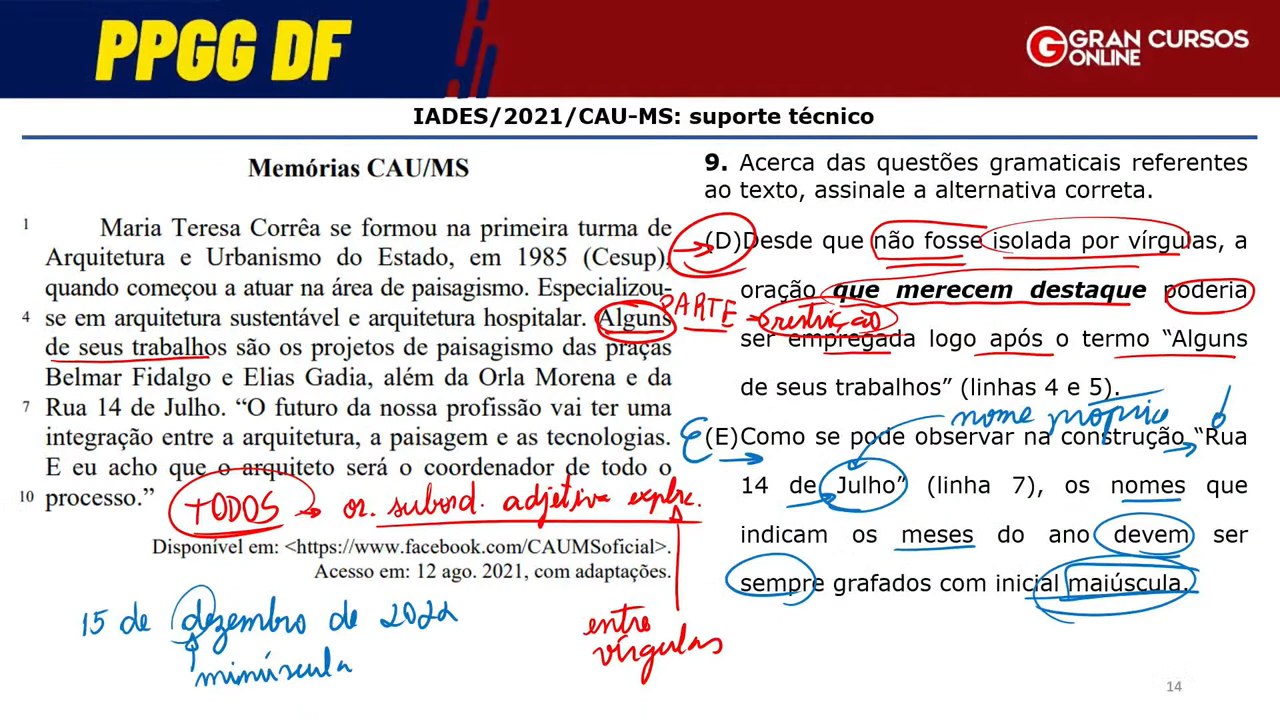 PPGG DF
GRAN CURSOS
ONLINE
IADES/2021/CAU-MS: suporte técnico
Memórias CAU/MS
1 Maria Teresa Corrêa se formou na primeira turma de
Arquitetura e Urbanismo do Estado, em 1985 (Cesup),
quando começou a atuar na área de paisagismo. Especializou-
4 se em arquitetura sustentável e arquitetura hospitalar. Alguns
de seus trabalhos são os projetos de paisagismo das praças
Belmar Fidalgo e Elias Gadia, além da Orla Morena e da
7 Rua 14 de Julho. “O futuro da nossa profissão vai ter uma
integração entre a arquitetura, a paisagem e as tecnologias.
E eu acho que o arquiteto será o coordenador de todo o
10 processo.”
TODOS or. subord. adjetiva explic.
Disponível em: <https://www.facebook.com/CAUMSoficial>.
Acesso em: 12 ago. 2021, com adaptações.
15 de dezembro de 2022
minúscula
entre
vírgulas
9. Acerca das questões gramaticais referentes
ao texto, assinale a alternativa correta.
(D)Desde que não fosse isolada por vírgulas, a
oração que merecem destaque poderia
PARTE restrição
ser empregada logo após o termo “Alguns
de seus trabalhos” (linhas 4 e 5).
nome próprio
E (E)Como se pode observar na construção “Rua
14 de Julho” (linha 7), os nomes que
indicam os meses do ano devem ser
sempre grafados com inicial maiúscula.
14